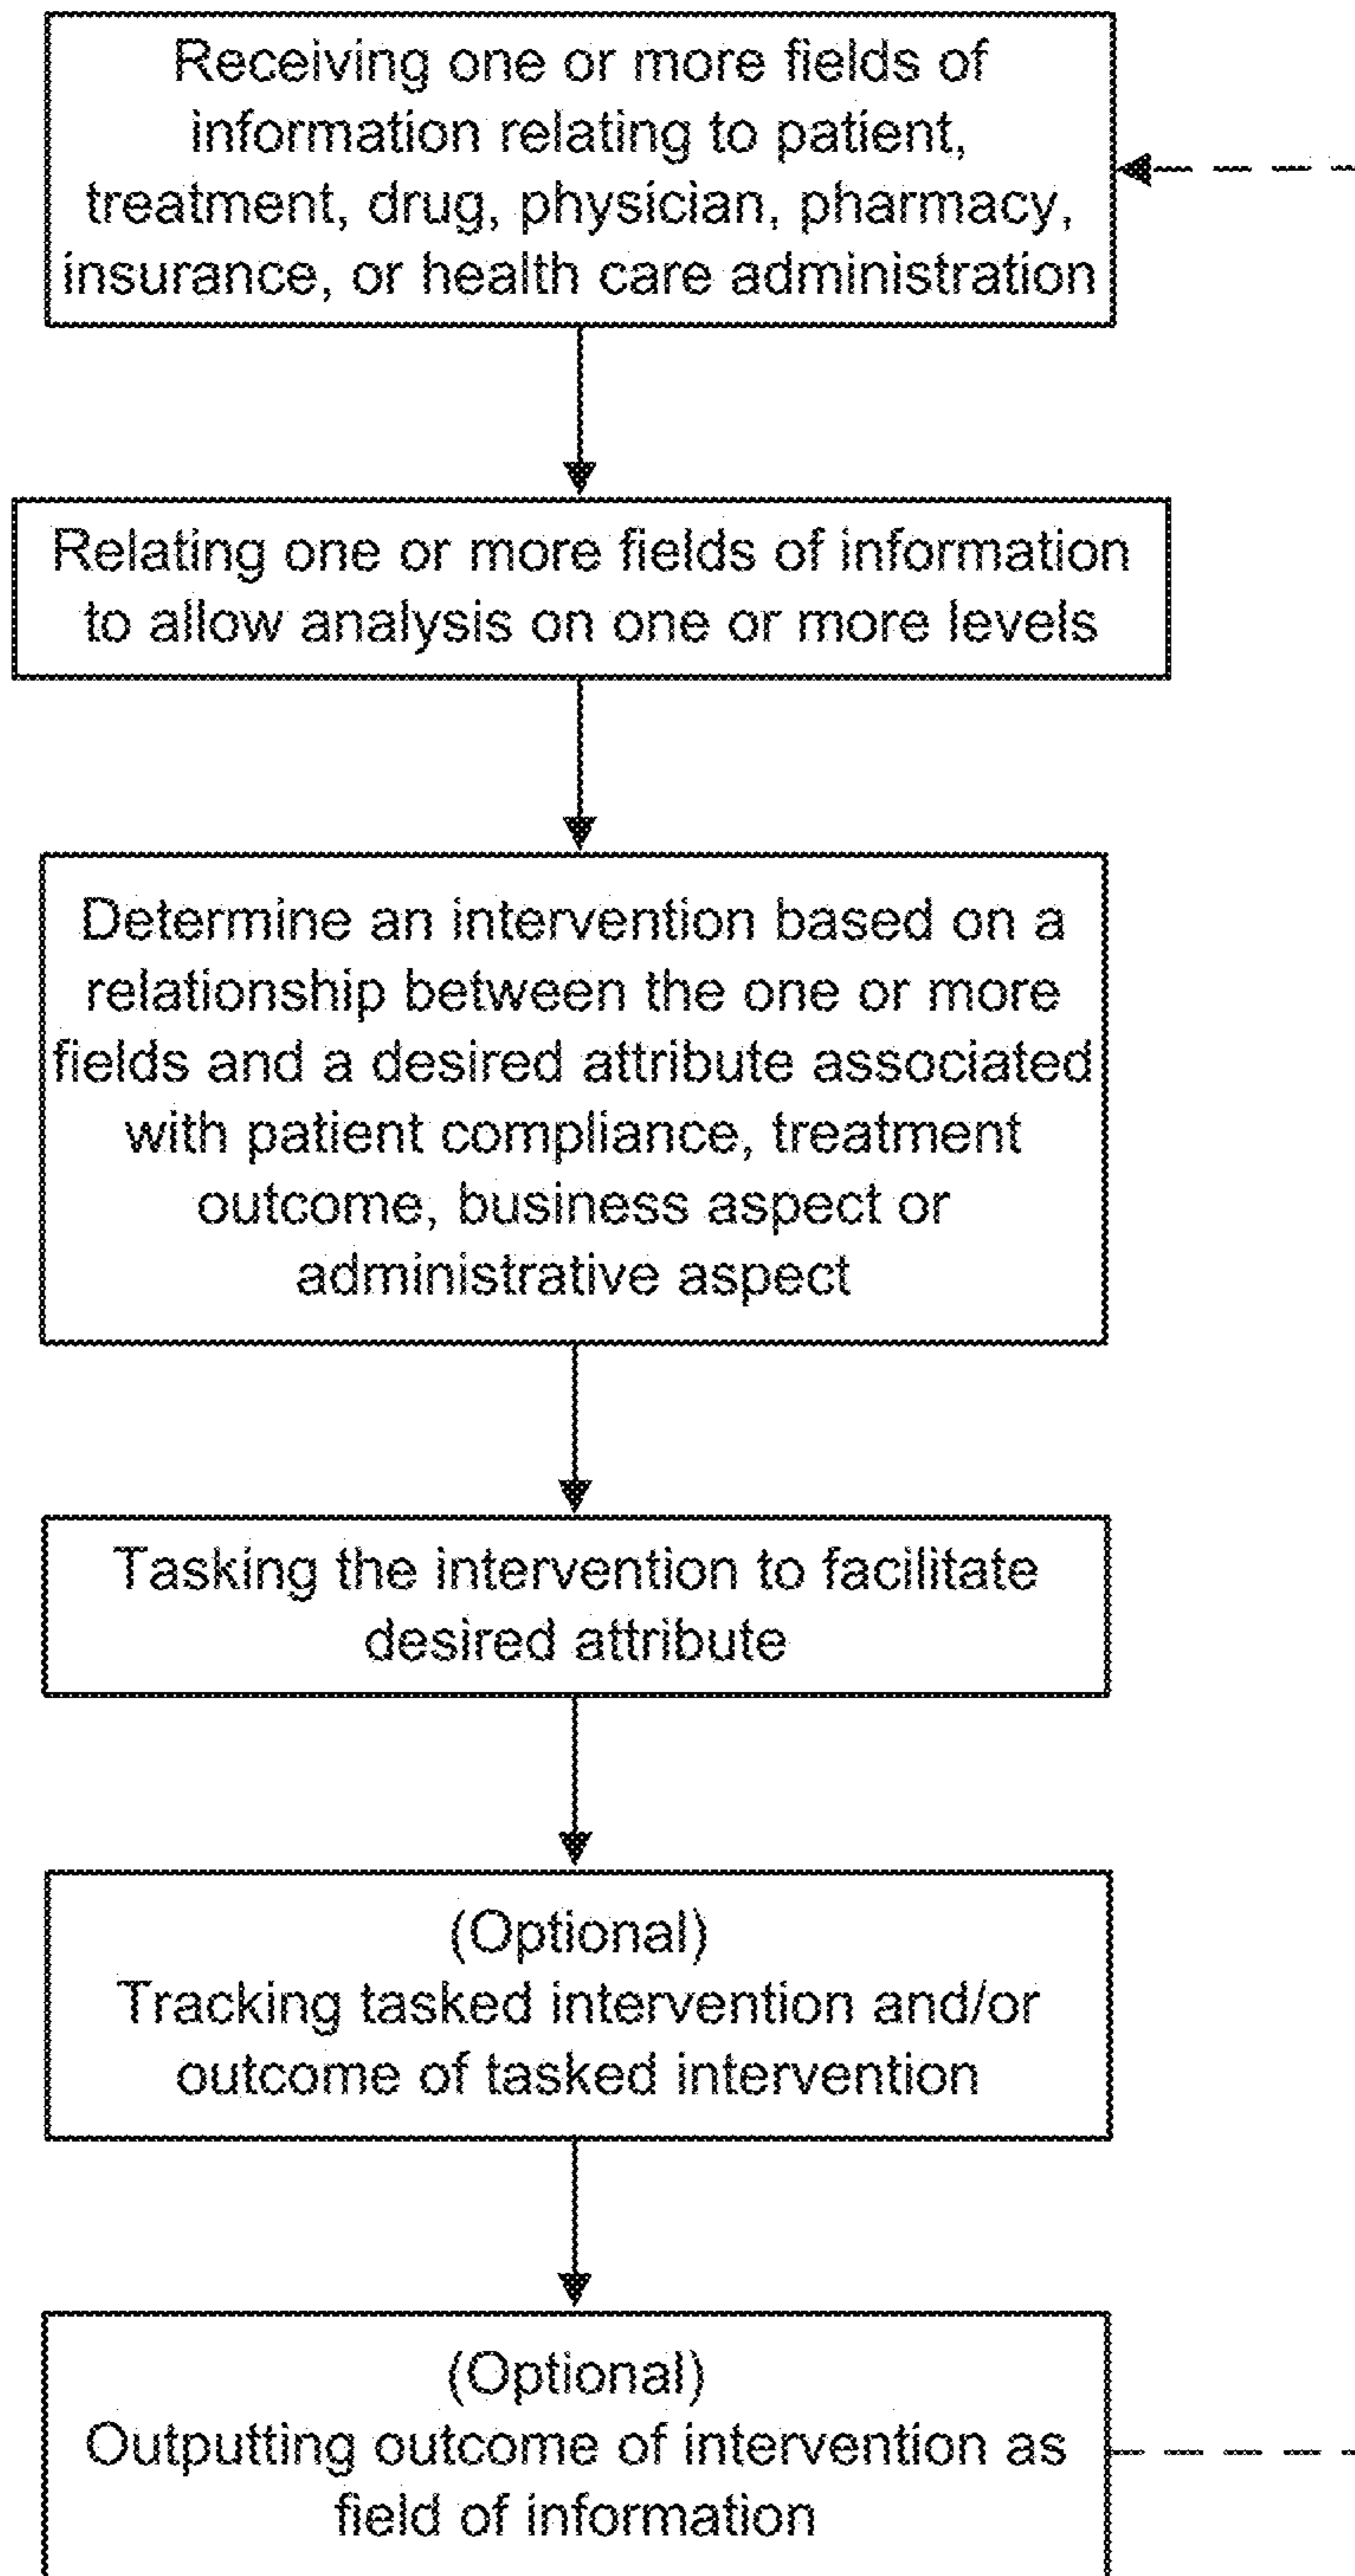 Receiving one or more fields of
information relating to patient,
treatment, drug, physician, pharmacy,
insurance, or health care administration
Relating one or more fields of information
to allow analysis on one or more levels
Determine an intervention based on a
relationship between the one or more
fields and a desired attribute associated
with patient compliance, treatment
outcome, business aspect or
administrative aspect
Tasking the intervention to facilitate
desired attribute
(Optional)
Tracking tasked intervention and/or
outcome of tasked intervention
(Optional)
Outputting outcome of intervention as
field of information